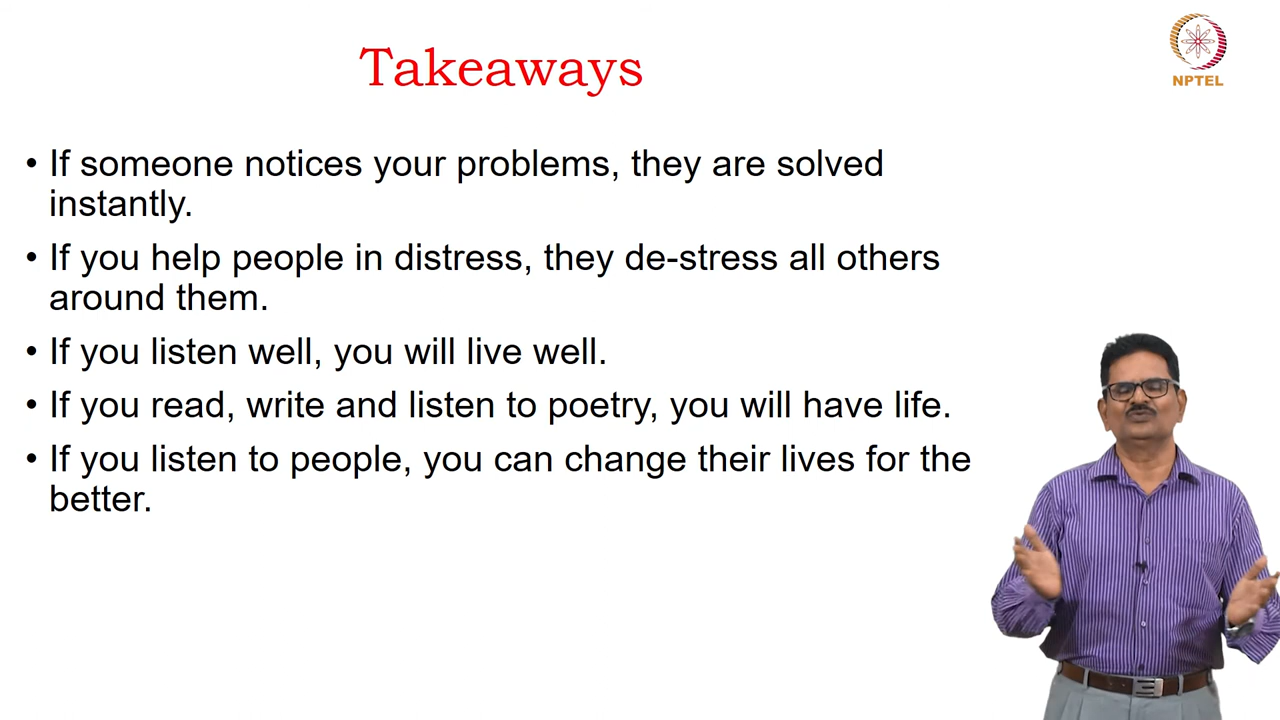 Takeaways
NPTEL
• If someone notices your problems, they are solved
instantly.
• If you help people in distress, they de-stress all others
around them.
• If you listen well, you will live well.
• If you read, write and listen to poetry, you will have life.
• If you listen to people, you can change their lives for the
better.